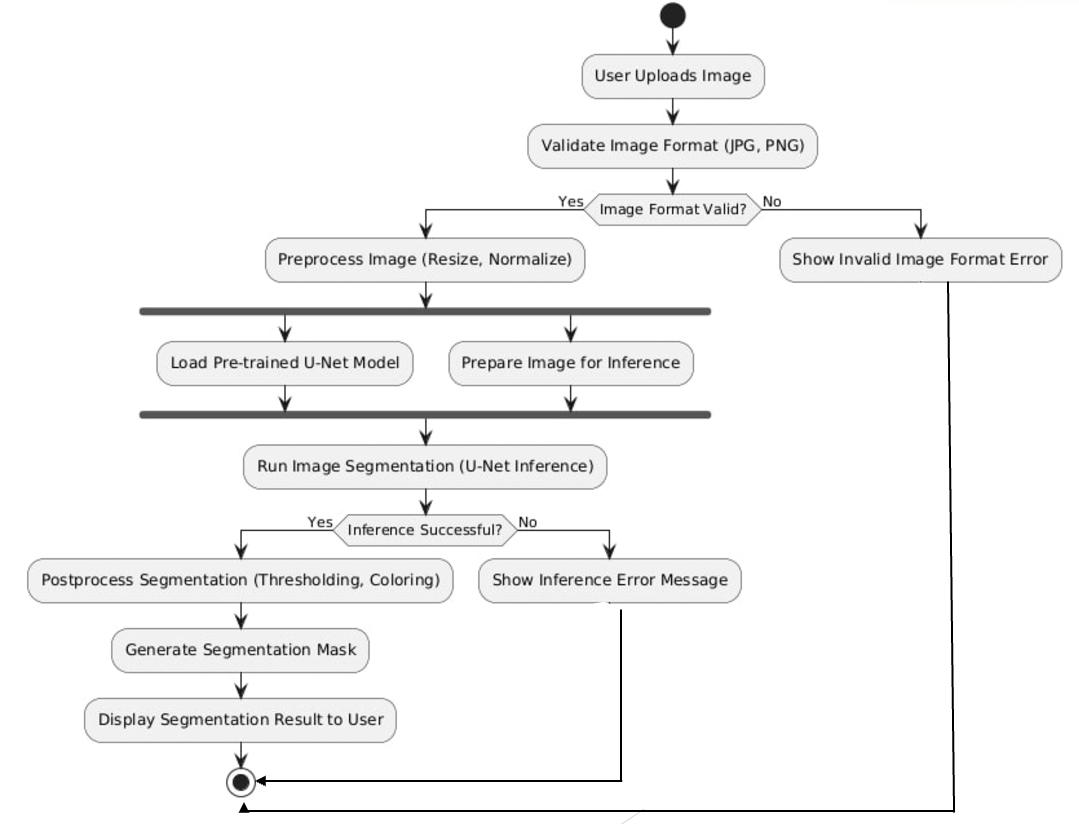 User Uploads Image
Validate Image Format (JPG, PNG)
Yes
Image Format Valid?
No
Preprocess Image (Resize, Normalize)
Show Invalid Image Format Error
Load Pre-trained U-Net Model
Prepare Image for Inference
Run Image Segmentation (U-Net Inference)
Yes
Inference Successful?
No
Postprocess Segmentation (Thresholding, Coloring)
Show Inference Error Message
Generate Segmentation Mask
Display Segmentation Result to User